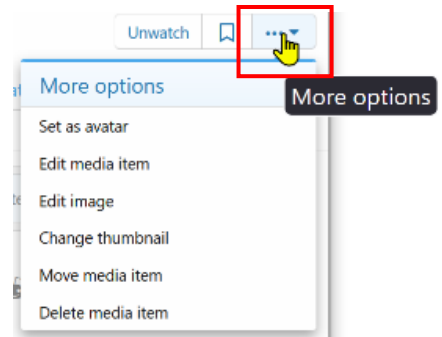 Unwatch
More options
More options
Set as avatar
Edit media item
Edit image
Change thumbnail
Move media item
Delete media item